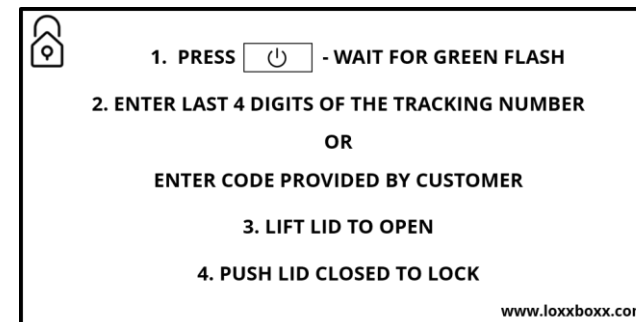 1. PRESS - WAIT FOR GREEN FLASH
2. ENTER LAST 4 DIGITS OF THE TRACKING NUMBER
OR
ENTER CODE PROVIDED BY CUSTOMER
3. LIFT LID TO OPEN
4. PUSH LID CLOSED TO LOCK
www.loxxboxx.com